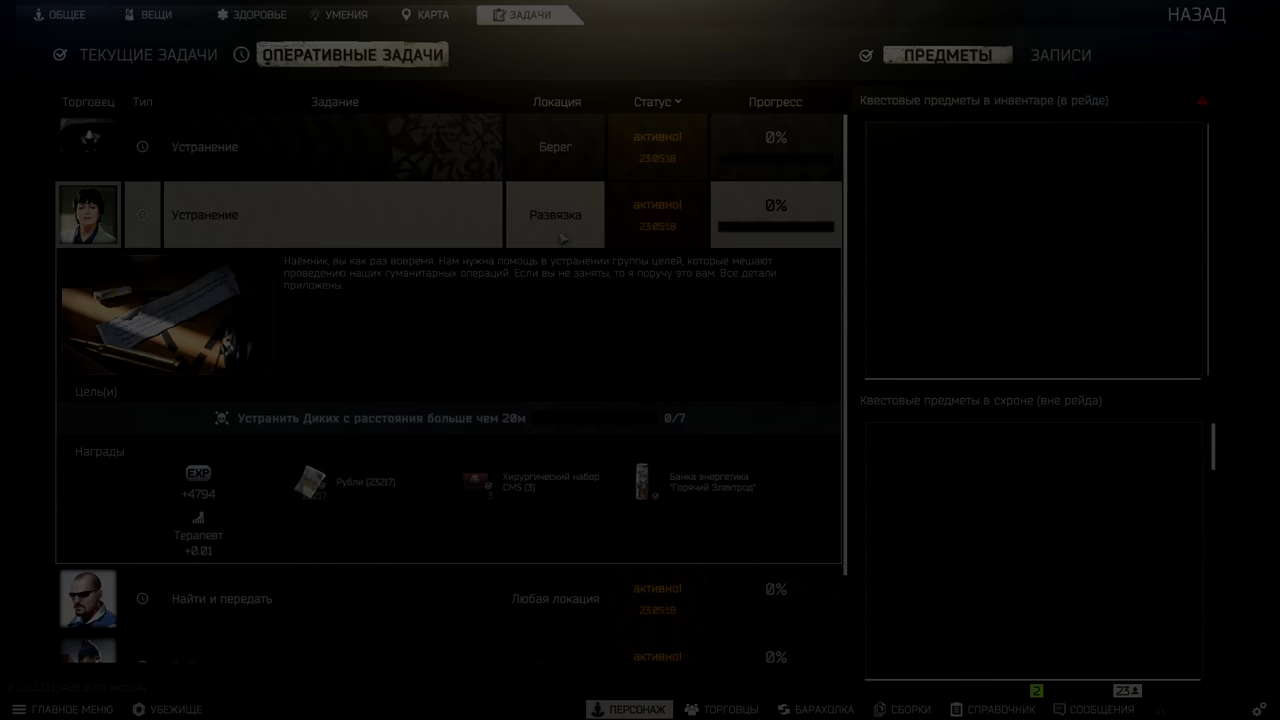 ОБЩЕЕ ВЕЩИ ЗДОРОВЬЕ УМЕНИЯ КАРТА ЗАДАЧИ НАЗАД
ТЕКУЩИЕ ЗАДАЧИ ОПЕРАТИВНЫЕ ЗАДАЧИ ПРЕДМЕТЫ ЗАПИСИ
Торговец Тип Задание Локация Статус Прогресс
Квестовые предметы в инвентаре (в рейде)
Устранение Берег активно! 0%
23:05:18
Устранение Развязка активно! 0%
23:05:18
Наёмник, вы как раз вовремя. Нам нужна помощь в устранении группы целей, которые мешают
проведению наших гуманитарных операций. Если вы не заняты, то я поручу это вам. Все детали
приложены.
Цель(и)
Квестовые предметы в схроне (вне рейда)
Устранить Диких с расстояния больше чем 20м 0/7
Награды
EXP
+4794
Рубли (23217)
23217
Хирургический набор
CMS (3)
3
Банка энергетика
"Горячий Электрод"
Терапевт
+0.01
Найти и передать Любая локация активно! 0%
23:05:18
активно! 0%
2 23
ГЛАВНОЕ МЕНЮ УБЕЖИЩЕ ПЕРСОНАЖ ТОРГОВЦЫ БАРАХОЛКА СБОРКИ СПРАВОЧНИК СООБЩЕНИЯ